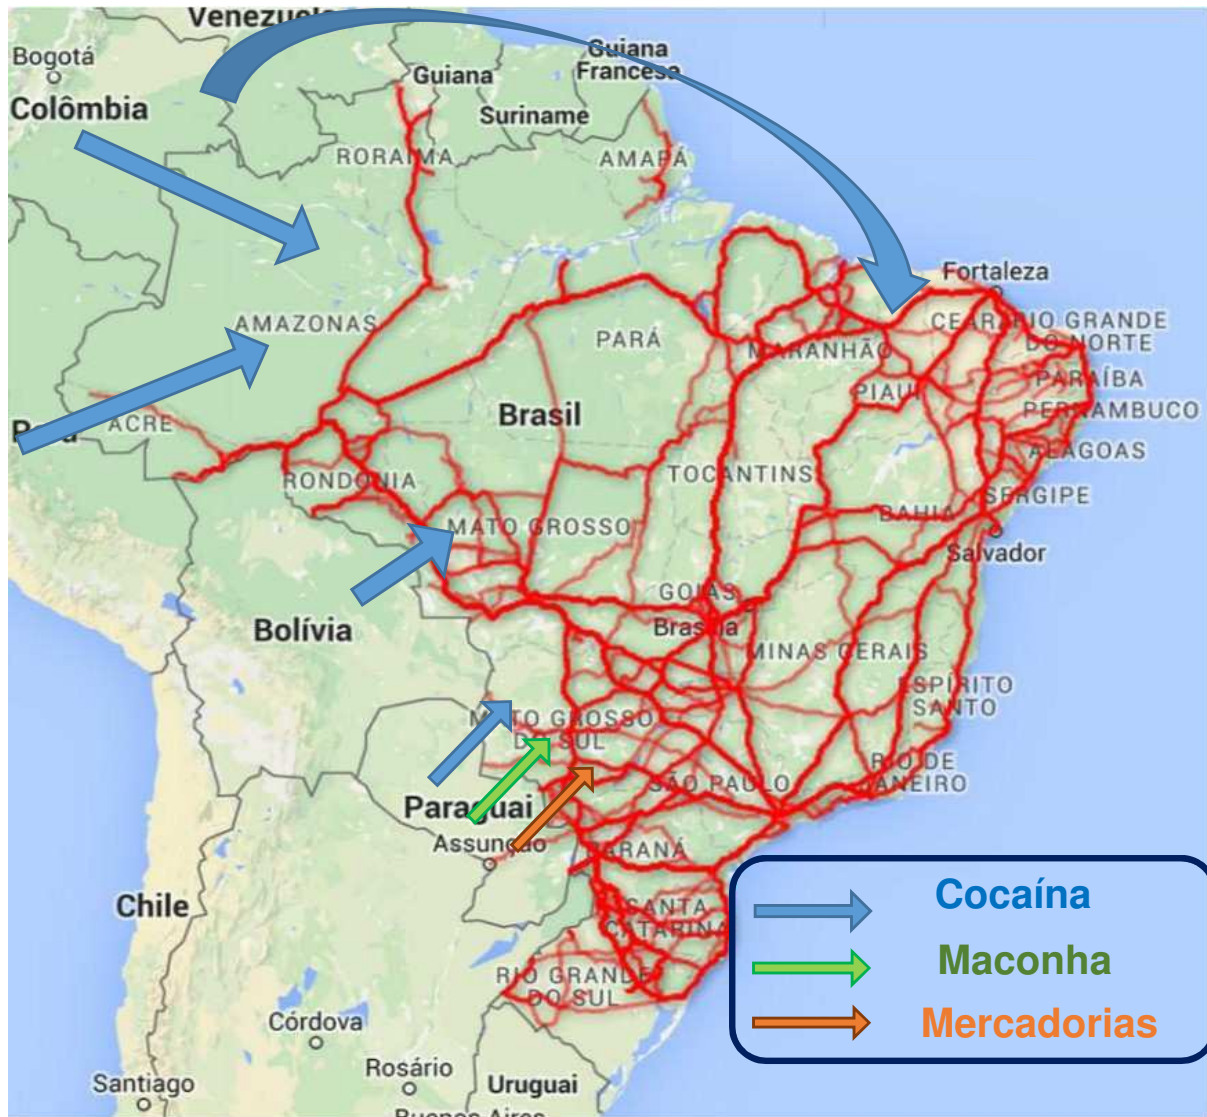 Venezuela
Bogotá
Guiana
Francesa
Guiana
Colômbia
Suriname
RORAIMA
AMAPÁ
Fortaleza
AMAZONAS
CEARÁ
RIO GRANDE
DO NORTE
PARÁ
MARANHÃO
PARAÍBA
PIAUÍ
PERNAMBUCO
Brasil
ACRE
Peru
ALAGOAS
TOCANTINS
RONDÔNIA
SERGIPE
BAHIA
MATO GROSSO
Salvador
GOIÁS
Brasília
Bolívia
MINAS GERAIS
ESPÍRITO
SANTO
MATO GROSSO
DO SUL
RIO DE
JANEIRO
SÃO PAULO
Paraguai
Assunção
PARANÁ
Chile
SANTA
CATARINA
Cocaína
Maconha
RIO GRANDE
DO SUL
Mercadorias
Córdova
Rosário
Santiago
Uruguai
Buenos Aires